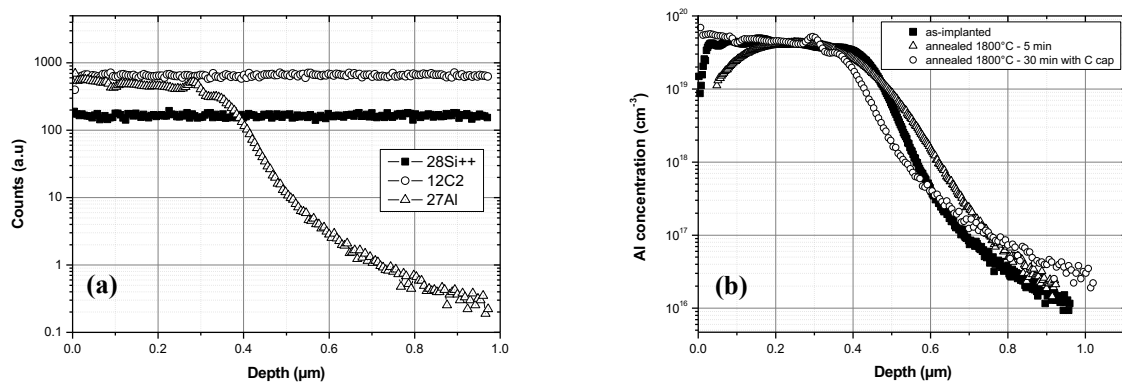 1000
100
10
1
0.1
Counts (a.u)
28Si++
12C2
27Al
(a)
0.0 0.2 0.4 0.6 0.8 1.0
Depth (µm)
10^20
10^19
10^18
10^17
10^16
Al concentration (cm^-3)
as-implanted
annealed 1800°C - 5 min
annealed 1800°C - 30 min with C cap
(b)
0.0 0.2 0.4 0.6 0.8 1.0
Depth (µm)